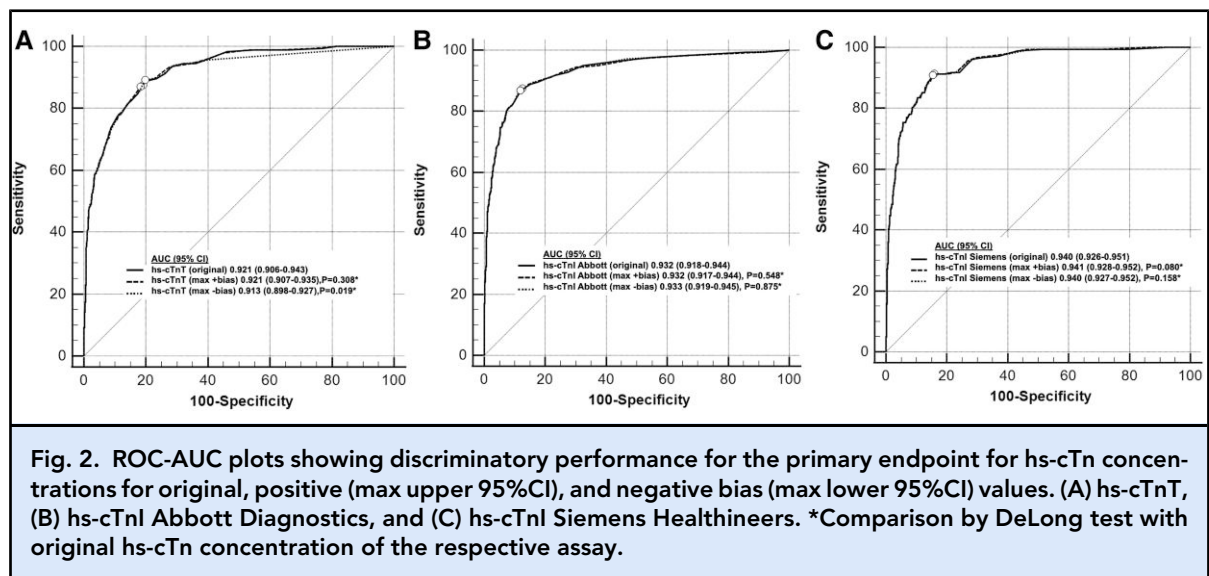 A
100
80
60
40
20
0
Sensitivity
AUC (95% CI)
hs-cTnT (original) 0.921 (0.906-0.943)
hs-cTnT (max +bias) 0.921 (0.907-0.935),P=0.308*
hs-cTnT (max -bias) 0.913 (0.898-0.927),P=0.019*
0 20 40 60 80 100
100-Specificity
B
100
80
60
40
20
0
Sensitivity
AUC (95% CI)
hs-cTnI Abbott (original) 0.932 (0.918-0.944)
hs-cTnI Abbott (max +bias) 0.932 (0.917-0.944), P=0.548*
hs-cTnI Abbott (max -bias) 0.933 (0.919-0.945), P=0.875*
0 20 40 60 80 100
100-Specificity
C
100
80
60
40
20
0
Sensitivity
AUC (95% CI)
hs-cTnI Siemens (original) 0.940 (0.926-0.951)
hs-cTnI Siemens (max +bias) 0.941 (0.928-0.952), P=0.080*
hs-cTnI Siemens (max -bias) 0.940 (0.927-0.952), P=0.158*
0 20 40 60 80 100
100-Specificity
Fig. 2. ROC-AUC plots showing discriminatory performance for the primary endpoint for hs-cTn concen-
trations for original, positive (max upper 95%CI), and negative bias (max lower 95%CI) values. (A) hs-cTnT,
(B) hs-cTnI Abbott Diagnostics, and (C) hs-cTnI Siemens Healthineers. *Comparison by DeLong test with
original hs-cTn concentration of the respective assay.